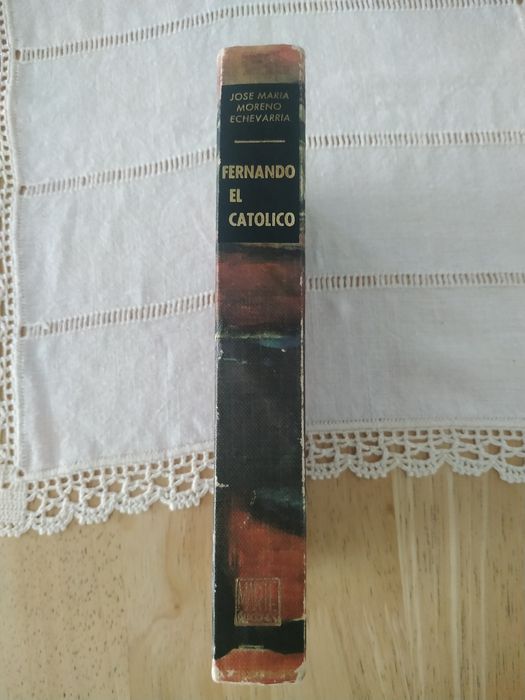 JOSE MARIA
MORENO
ECHEVARRIA
FERNANDO
EL
CATOLICO